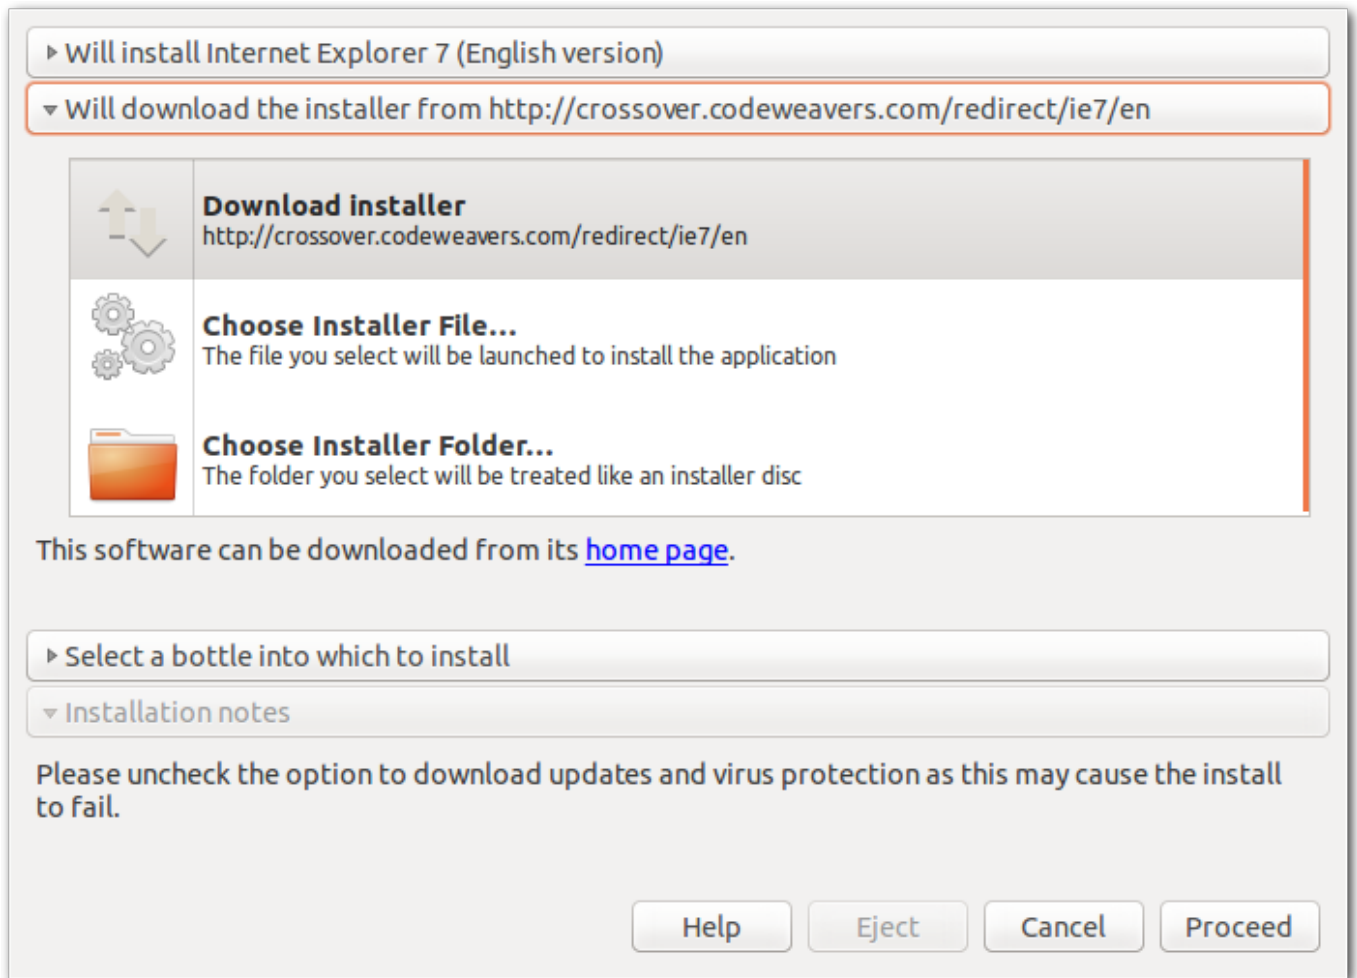 Will install Internet Explorer 7 (English version)
Will download the installer from http://crossover.codeweavers.com/redirect/ie7/en
Download installer
http://crossover.codeweavers.com/redirect/ie7/en
Choose Installer File...
The file you select will be launched to install the application
Choose Installer Folder...
The folder you select will be treated like an installer disc
This software can be downloaded from its home page.
Select a bottle into which to install
Installation notes
Please uncheck the option to download updates and virus protection as this may cause the install
to fail.
Help Eject Cancel Proceed